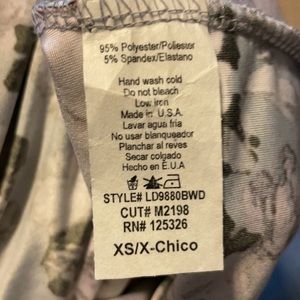 95% Polyester/Poliester
5% Spandex/Elastano
Hand wash cold
Do not bleach
Low iron
Made in U.S.A.
Lavar agua fria
No usar blanqueador
Planchar al reves
Secar colgado
Hecho en E.U.A
STYLE# LD9880BWD
CUT# M2198
RN# 125326
XS/X-Chico